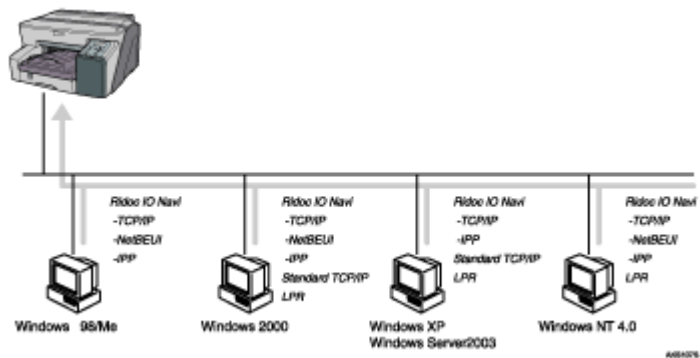 Ridoc IO Navi
-TCP/IP
-NetBEUI
-IPP
Windows 98/Me
Ridoc IO Navi
-TCP/IP
-NetBEUI
-IPP
Standard TCP/IP
LPR
Windows 2000
Ridoc IO Navi
-TCP/IP
-IPP
Standard TCP/IP
LPR
Windows XP
Windows Server2003
Ridoc IO Navi
-TCP/IP
-NetBEUI
-IPP
LPR
Windows NT 4.0